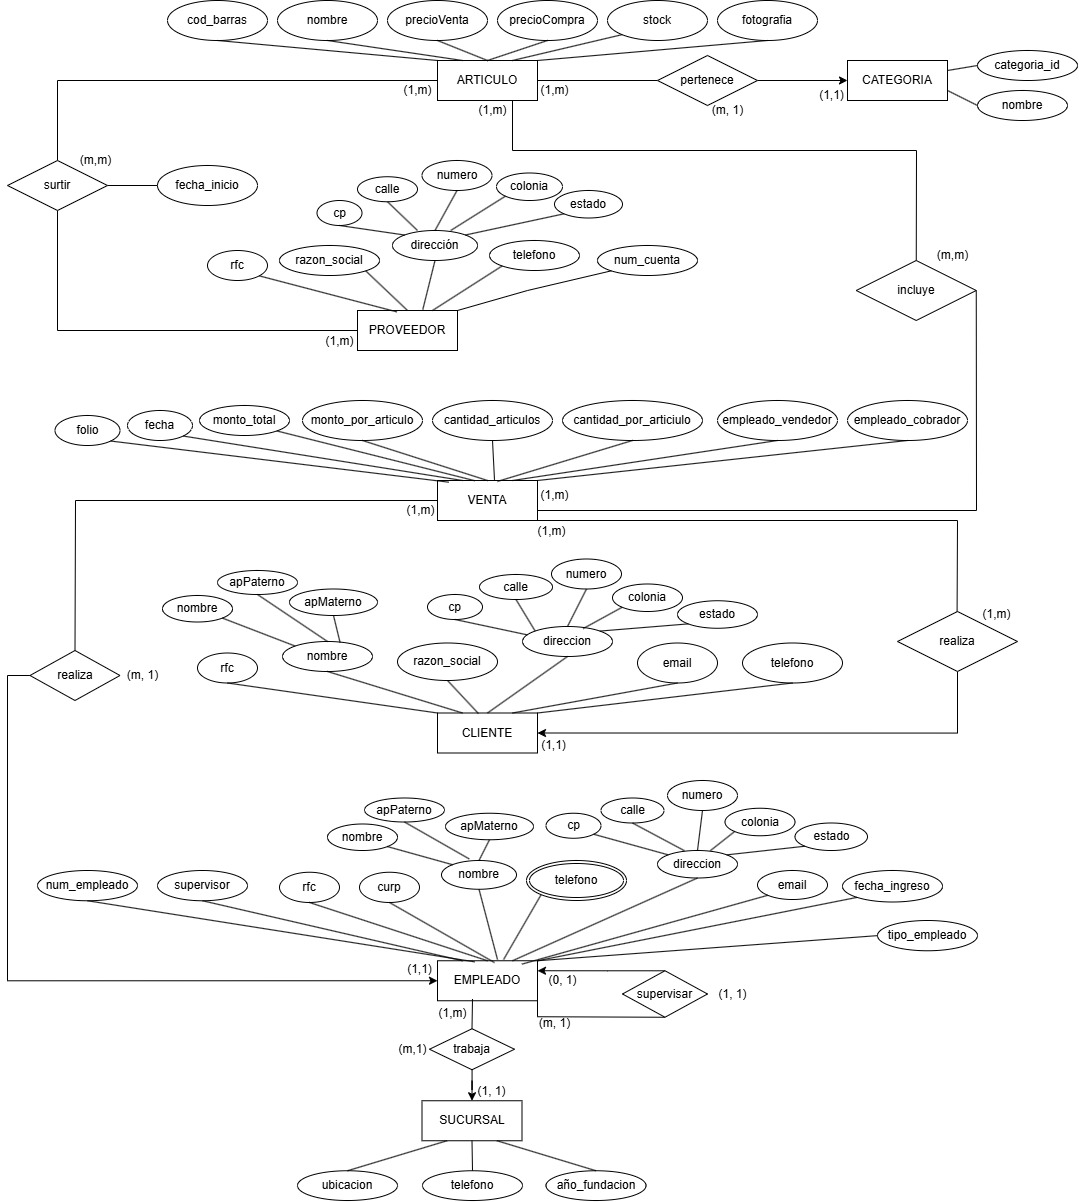 cod_barras
nombre
precioVenta
precioCompra
stock
fotografia
ARTICULO
pertenece
CATEGORIA
categoria_id
nombre
(1,m)
(1,m)
(1,m)
(m, 1)
(1,1)
surtir
(m,m)
fecha_inicio
cp
calle
numero
colonia
estado
dirección
rfc
razon_social
telefono
num_cuenta
PROVEEDOR
(1,m)
(m,m)
incluye
folio
fecha
monto_total
monto_por_articulo
cantidad_articulos
cantidad_por_articiulo
empleado_vendedor
empleado_cobrador
VENTA
(1,m)
(1,m)
(1,m)
nombre
apPaterno
apMaterno
nombre
cp
calle
numero
colonia
estado
direccion
(1,m)
realiza
realiza
(m, 1)
rfc
razon_social
email
telefono
CLIENTE
(1,1)
nombre
apPaterno
apMaterno
nombre
cp
calle
numero
colonia
estado
direccion
num_empleado
supervisor
rfc
curp
telefono
email
fecha_ingreso
tipo_empleado
(1,1)
EMPLEADO
(0, 1)
supervisar
(1, 1)
(1,m)
(m, 1)
(m,1)
trabaja
(1, 1)
SUCURSAL
ubicacion
telefono
año_fundacion